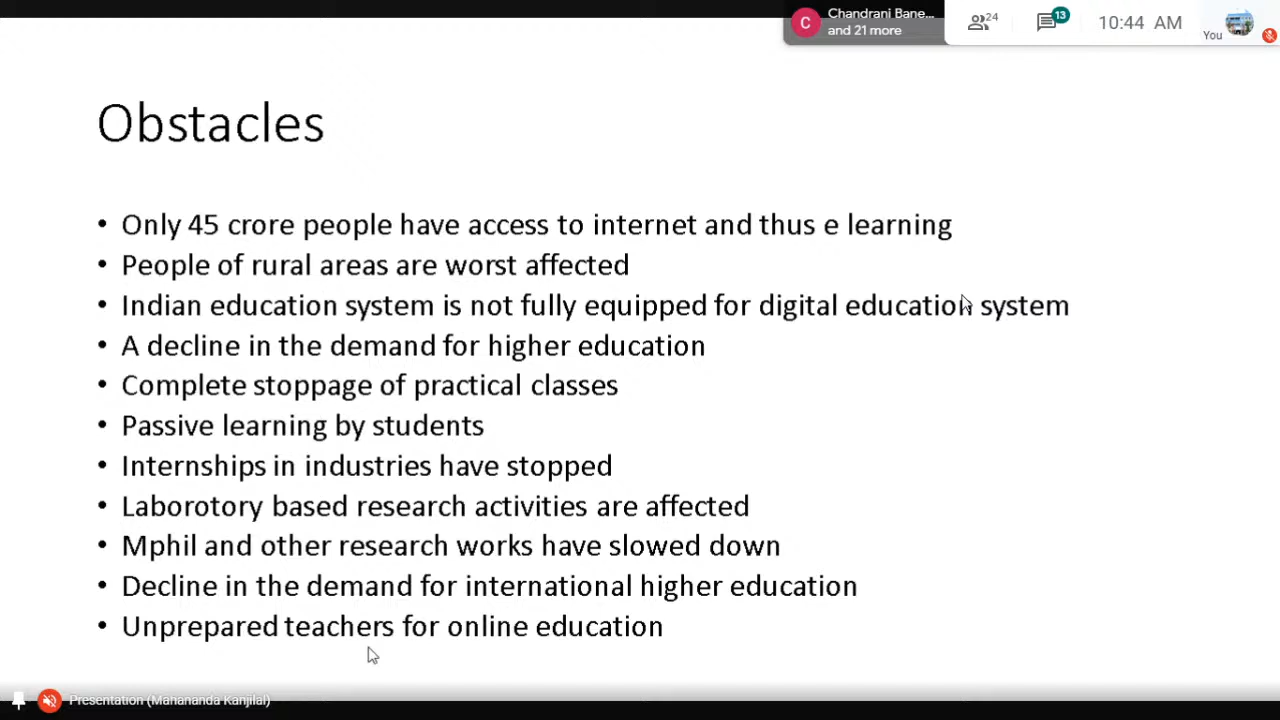 Chandrani Bane...
and 21 more
24
13
10:44 AM
C
You
Obstacles
• Only 45 crore people have access to internet and thus e learning
• People of rural areas are worst affected
• Indian education system is not fully equipped for digital education system
• A decline in the demand for higher education
• Complete stoppage of practical classes
• Passive learning by students
• Internships in industries have stopped
• Laborotory based research activities are affected
• Mphil and other research works have slowed down
• Decline in the demand for international higher education
• Unprepared teachers for online education
Presentation (Mahananda Kanjilal)